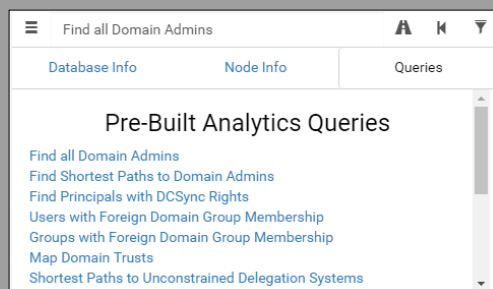 Find all Domain Admins
Database Info Node Info Queries
Pre-Built Analytics Queries
Find all Domain Admins
Find Shortest Paths to Domain Admins
Find Principals with DCSync Rights
Users with Foreign Domain Group Membership
Groups with Foreign Domain Group Membership
Map Domain Trusts
Shortest Paths to Unconstrained Delegation Systems